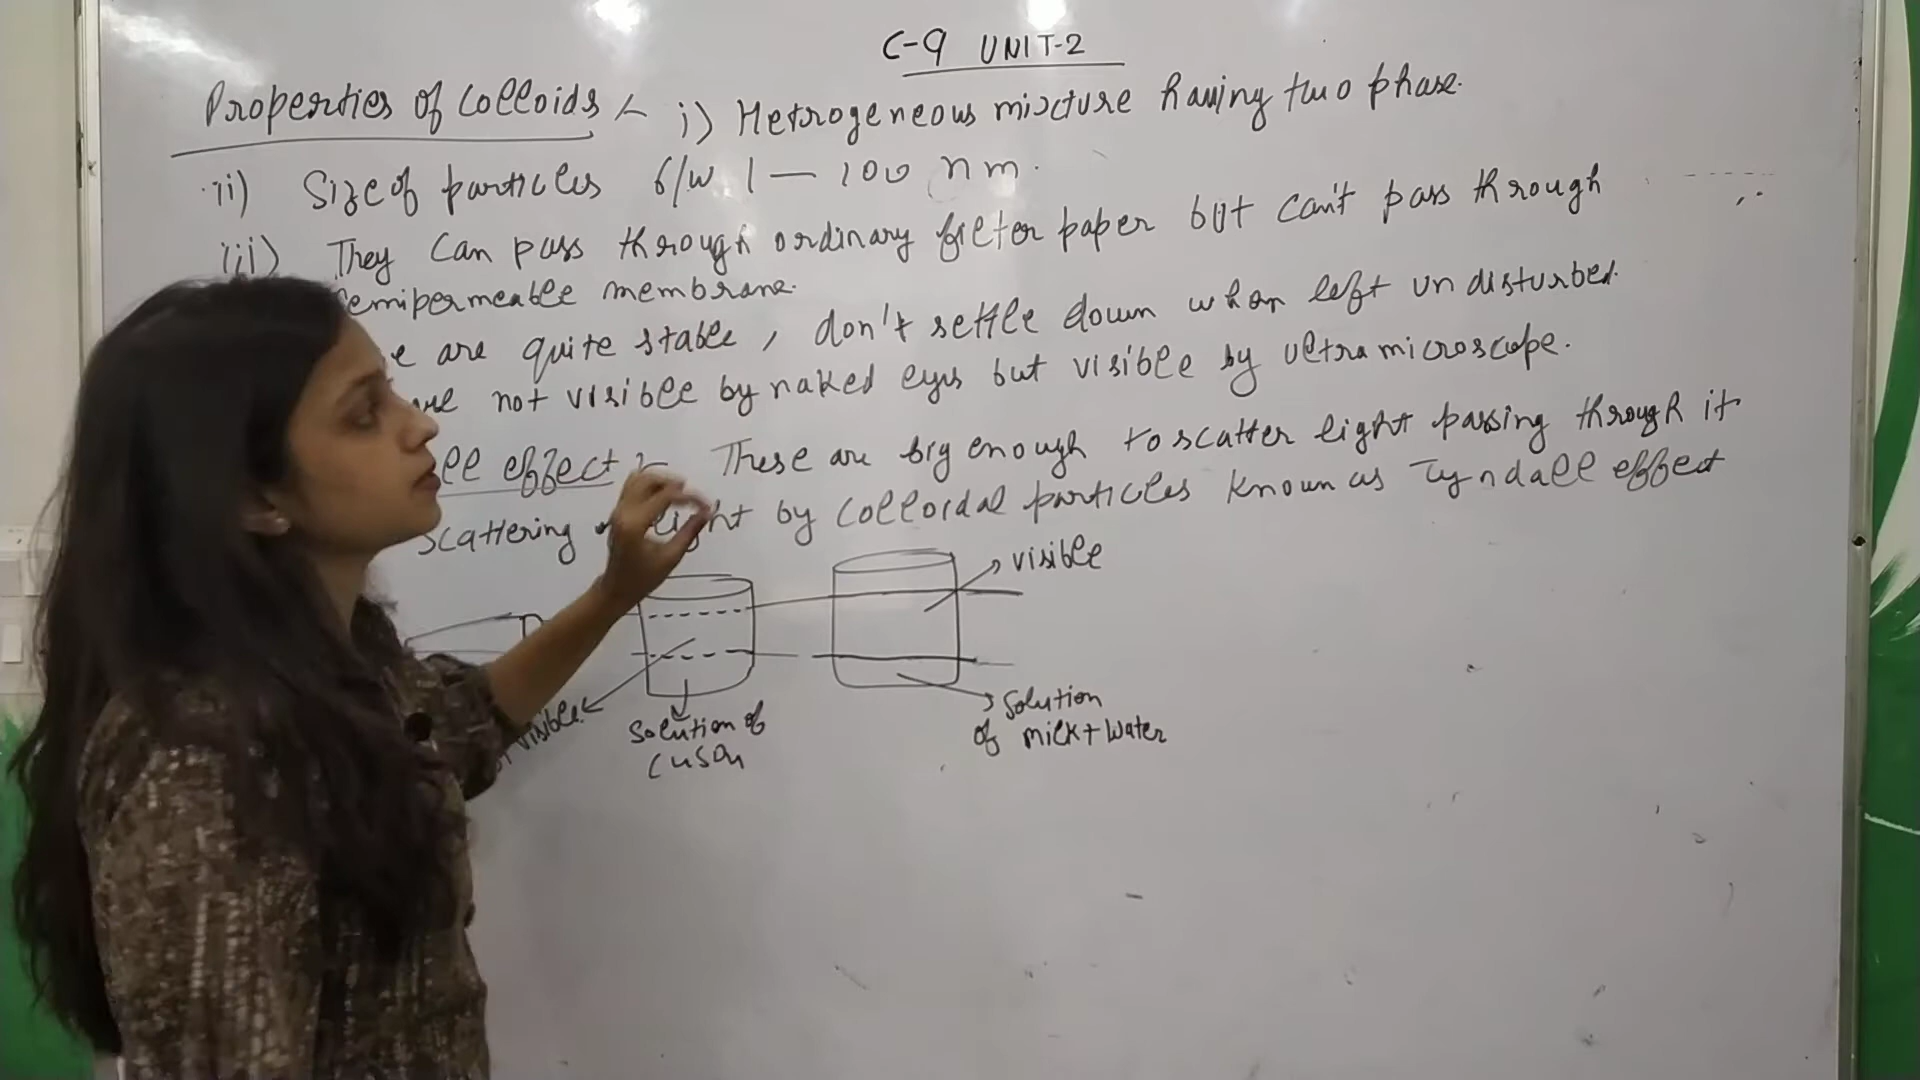 C-9 UNIT-2
Properties of Colloids :- i) Hetrogeneous mixture having two phase.
ii) Size of particles b/w 1 — 100 nm.
iii) They can pass through ordinary filter paper but can't pass through
semipermeable membrane.
are quite stable, don't settle down when left undisturbed.
are not visible by naked eyes but visible by ultramicroscope.
effect :- These are big enough to scatter light passing through it
scattering light by colloidal particles known as Tyndall effect
visible
visible
Solution of
CuSO4
Solution
of milk + water